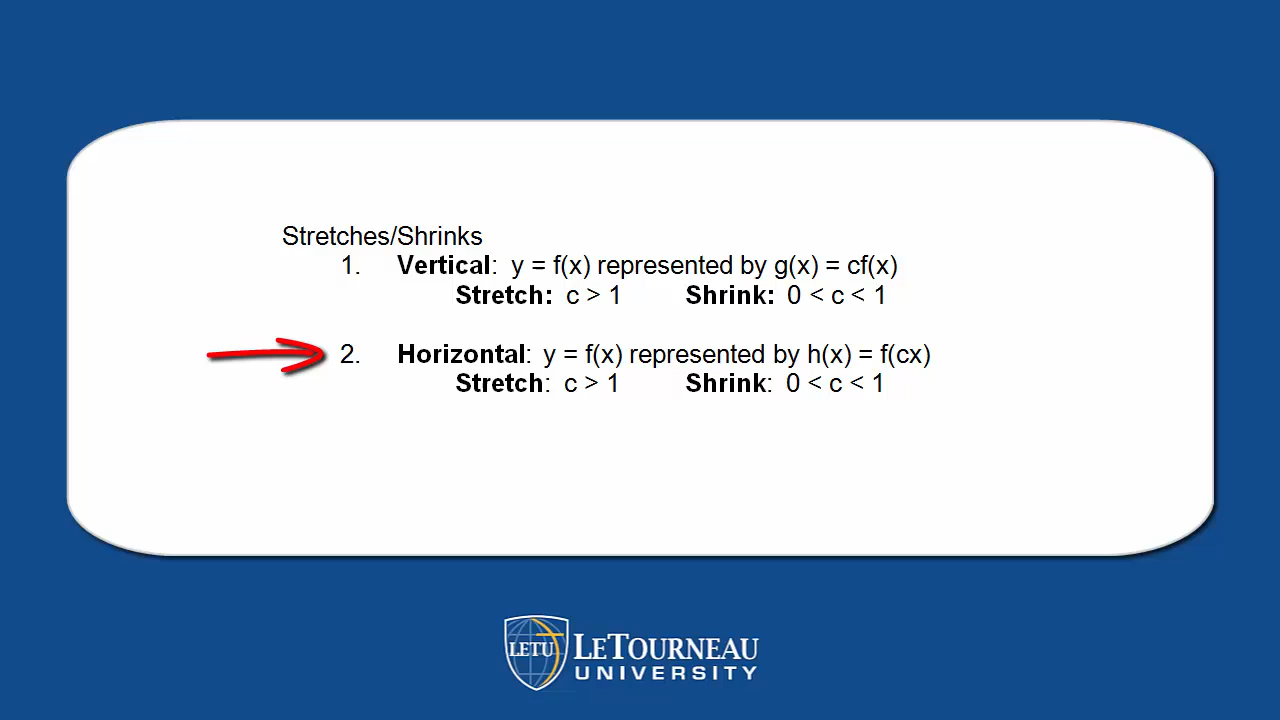 Stretches/Shrinks
1. Vertical: y = f(x) represented by g(x) = cf(x)
Stretch: c > 1 Shrink: 0 < c < 1
2. Horizontal: y = f(x) represented by h(x) = f(cx)
Stretch: c > 1 Shrink: 0 < c < 1
LETU
LETOURNEAU
UNIVERSITY